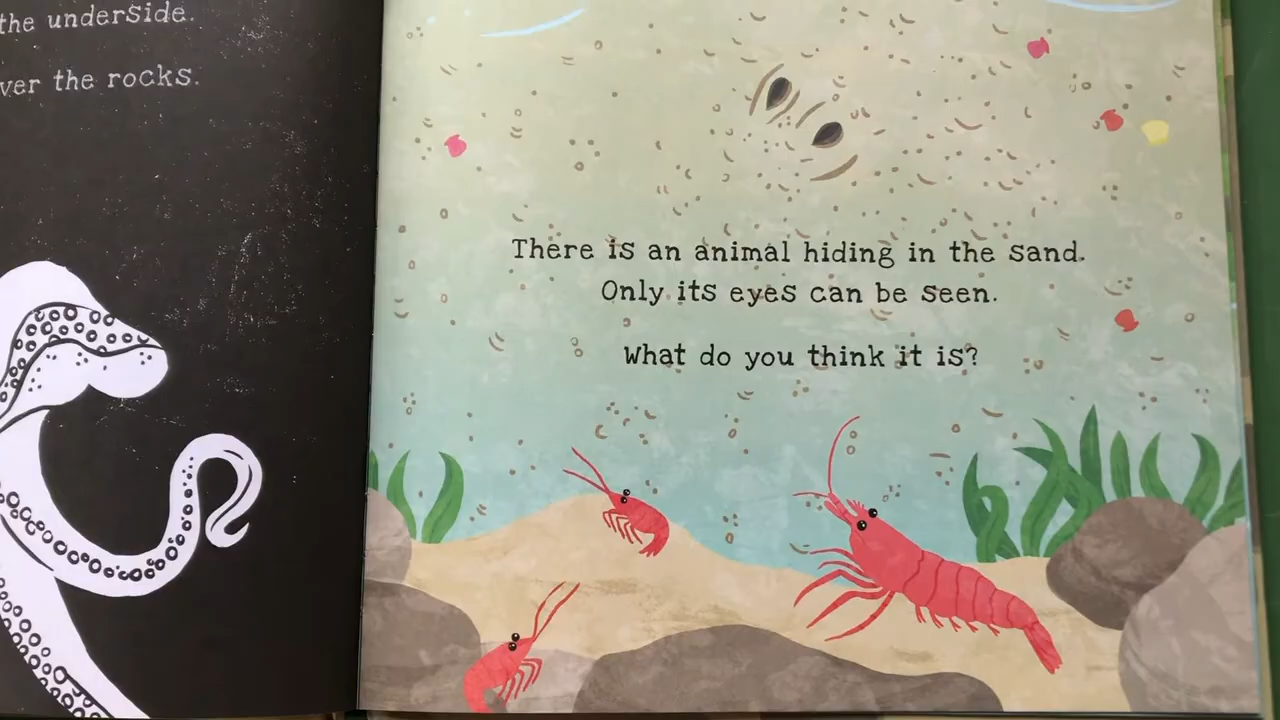 the underside.
ver the rocks.
There is an animal hiding in the sand.
Only its eyes can be seen.
What do you think it is?